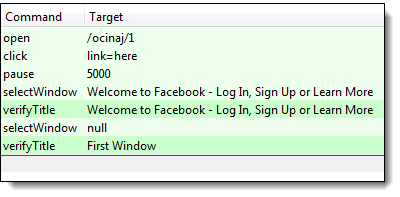 Command Target
open /ocinaj/1
click link=here
pause 5000
selectWindow Welcome to Facebook - Log In, Sign Up or Learn More
verifyTitle Welcome to Facebook - Log In, Sign Up or Learn More
selectWindow null
verifyTitle First Window